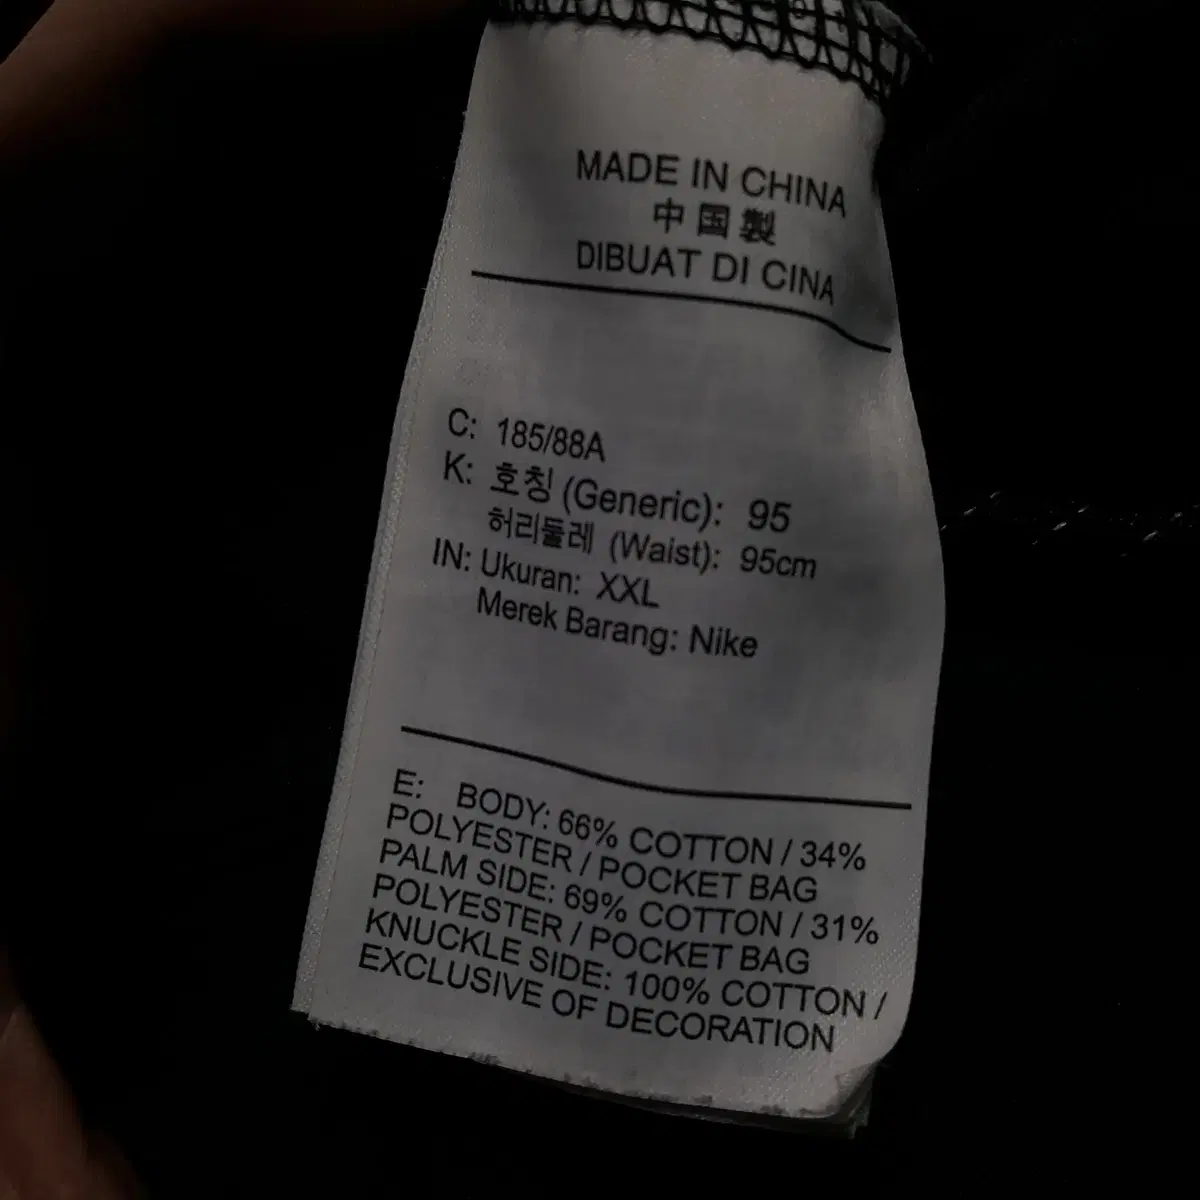 MADE IN CHINA
中国製
DIBUAT DI CINA
C: 185/88A
K: 호칭 (Generic): 95
허리둘레 (Waist): 95cm
IN: Ukuran: XXL
Merek Barang: Nike
E: BODY: 66% COTTON / 34%
POLYESTER / POCKET BAG
PALM SIDE: 69% COTTON / 31%
POLYESTER / POCKET BAG
KNUCKLE SIDE: 100% COTTON /
EXCLUSIVE OF DECORATION